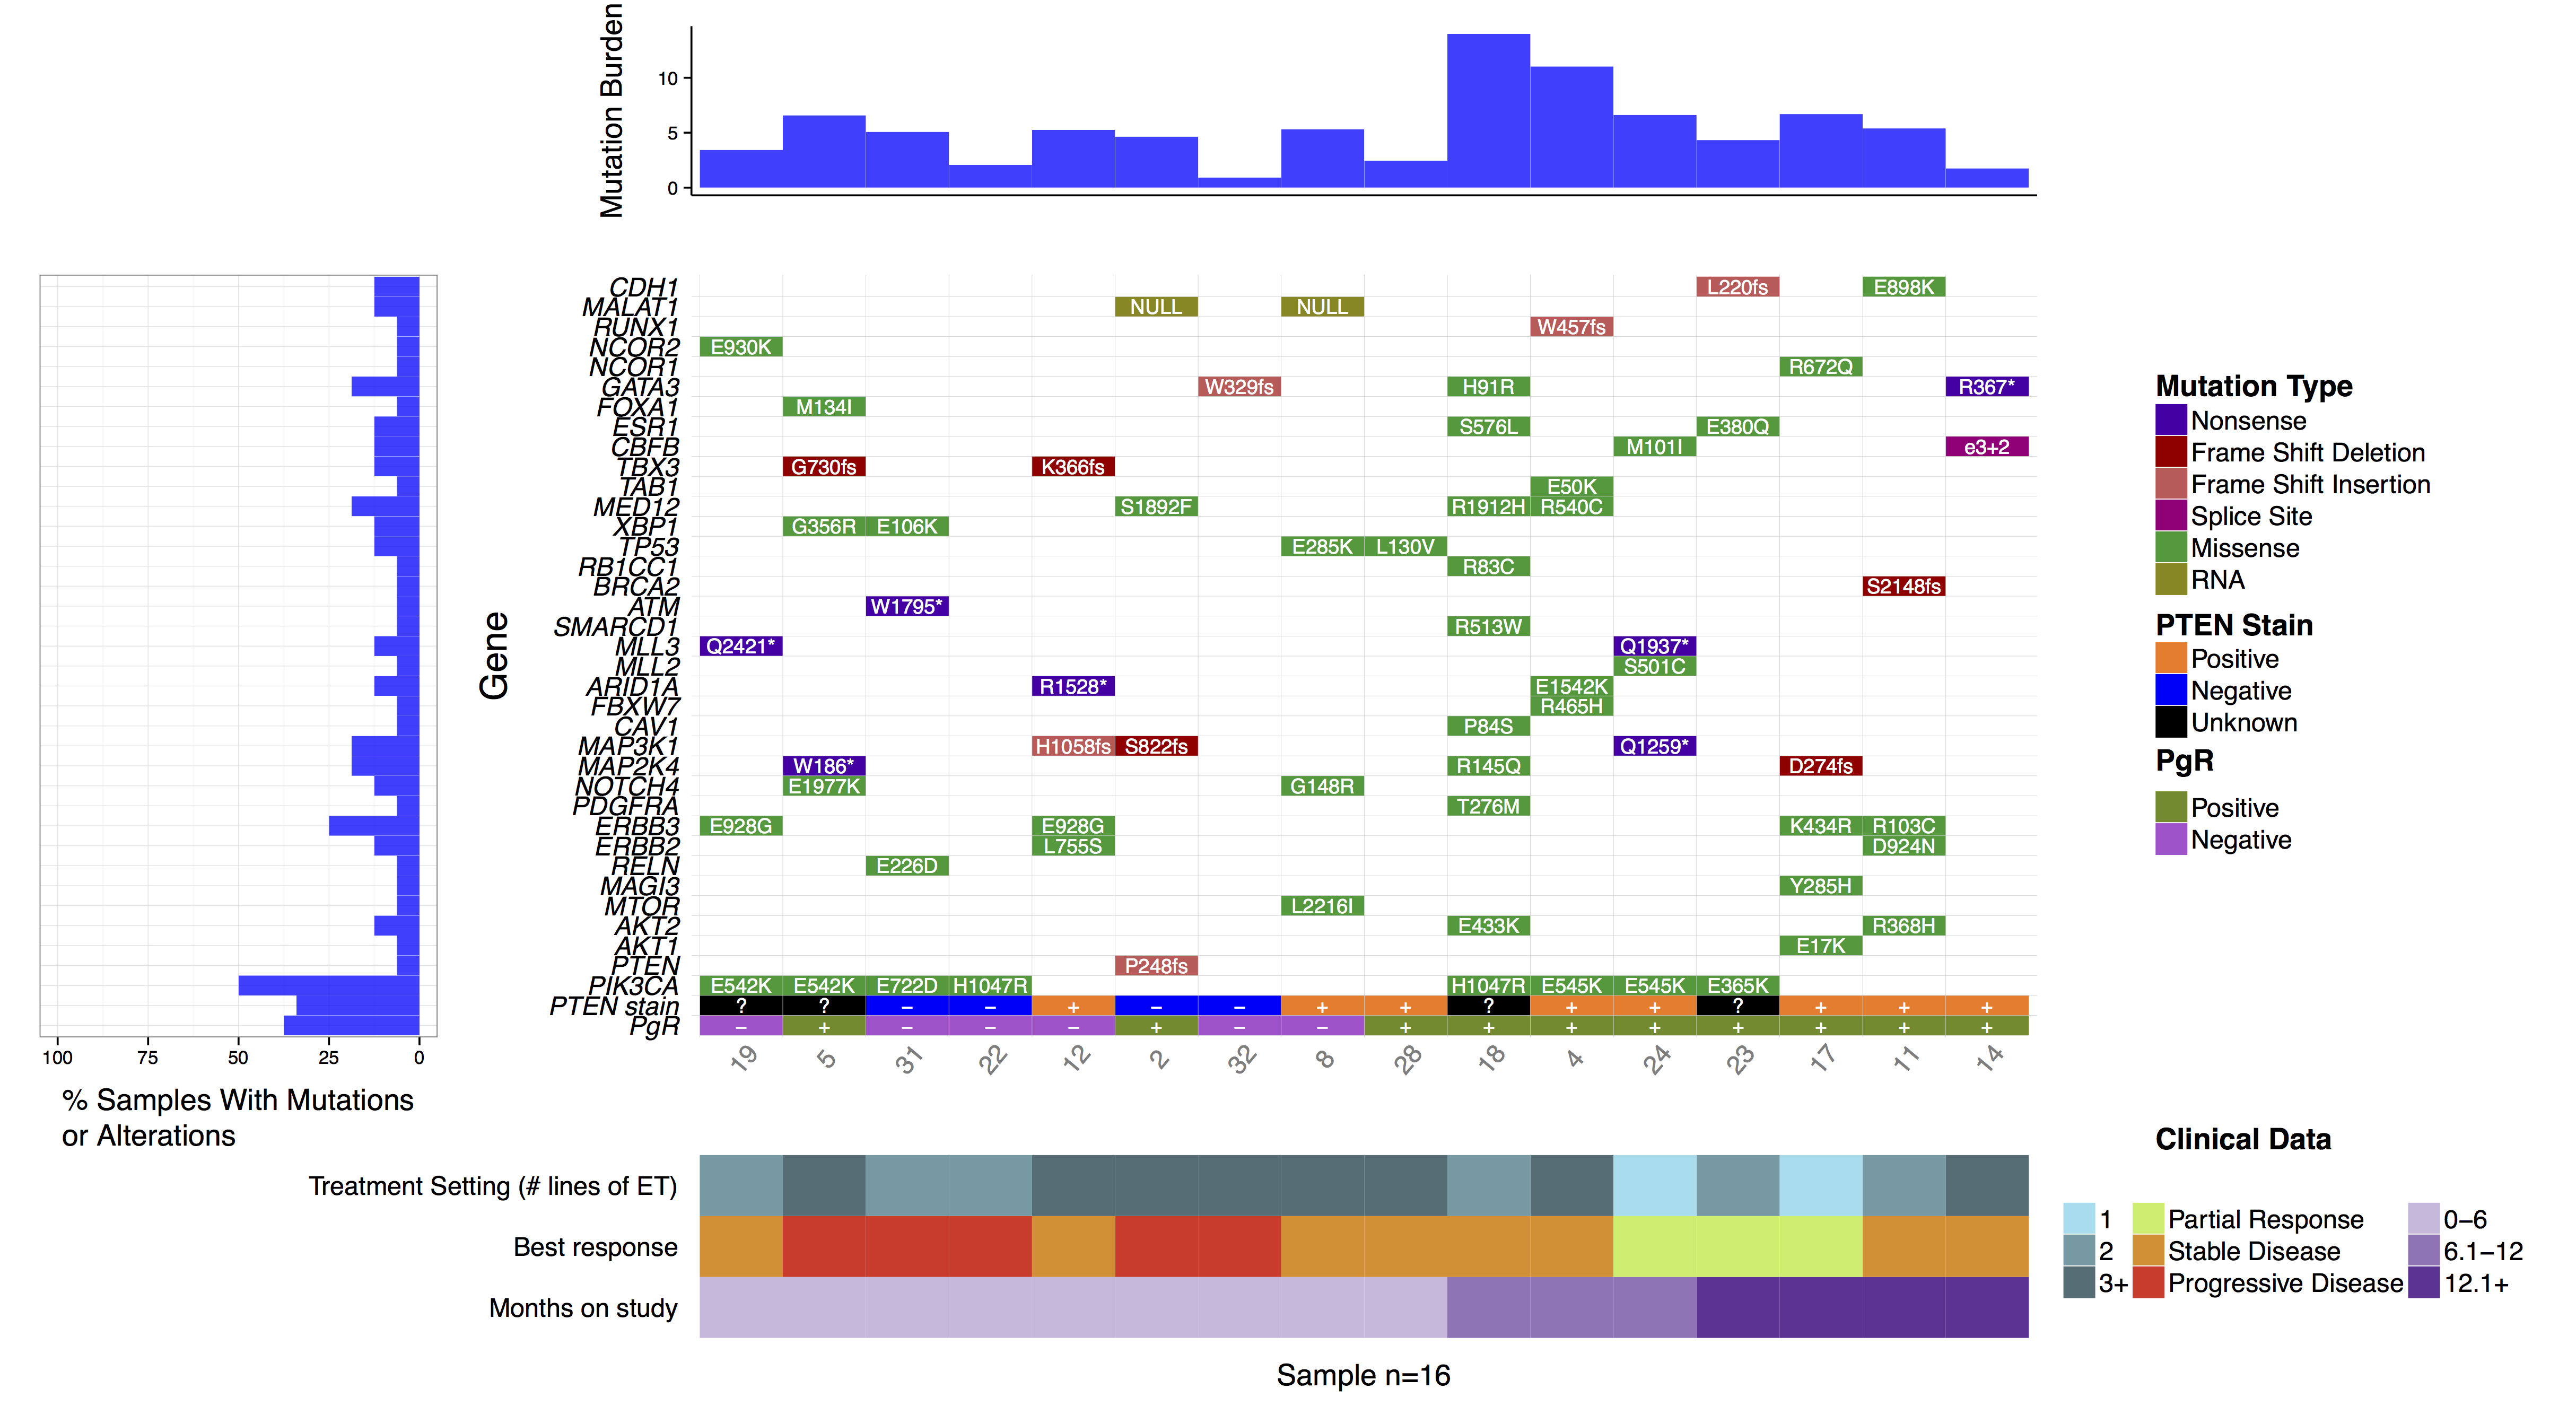 Mutation Burden
10
5
0
CDH1 L220fs E898K
MALAT1 NULL NULL
RUNX1 W457fs
NCOR2 E930K
NCOR1 R672Q
GATA3 W329fs H91R R367*
FOXA1 M134I
ESR1 S576L E380Q
CBFB M101I e3+2
TBX3 G730fs K366fs
TAB1 E50K
MED12 S1892F R1912H R540C
XBP1 G356R E106K
TP53 E285K L130V
RB1CC1 R83C
BRCA2 S2148fs
ATM W1795*
SMARCD1 R513W
MLL3 Q2421* Q1937*
MLL2 S501C
ARID1A R1528* E1542K
FBXW7 R465H
CAV1 P84S
MAP3K1 H1058fs S822fs Q1259*
MAP2K4 W186* R145Q D274fs
NOTCH4 E1977K G148R
PDGFRA T276M
ERBB3 E928G E928G K434R R103C
ERBB2 L755S D924N
RELN E226D
MAGI3 Y285H
MTOR L2216I
AKT2 E433K R368H
AKT1 E17K
PTEN P248fs
PIK3CA E542K E542K E722D H1047R H1047R E545K E545K E365K
PTEN stain ? ? − − + − − + + ? + + ? + + +
PgR − + − − − + − − + + + + + + + +
Gene
19 5 31 22 12 2 32 8 28 18 4 24 23 17 11 14
100 75 50 25 0
% Samples With Mutations
or Alterations
Mutation Type
Nonsense
Frame Shift Deletion
Frame Shift Insertion
Splice Site
Missense
RNA
PTEN Stain
Positive
Negative
Unknown
PgR
Positive
Negative
Treatment Setting (# lines of ET)
Best response
Months on study
Sample n=16
Clinical Data
1 Partial Response 0−6
2 Stable Disease 6.1−12
3+ Progressive Disease 12.1+